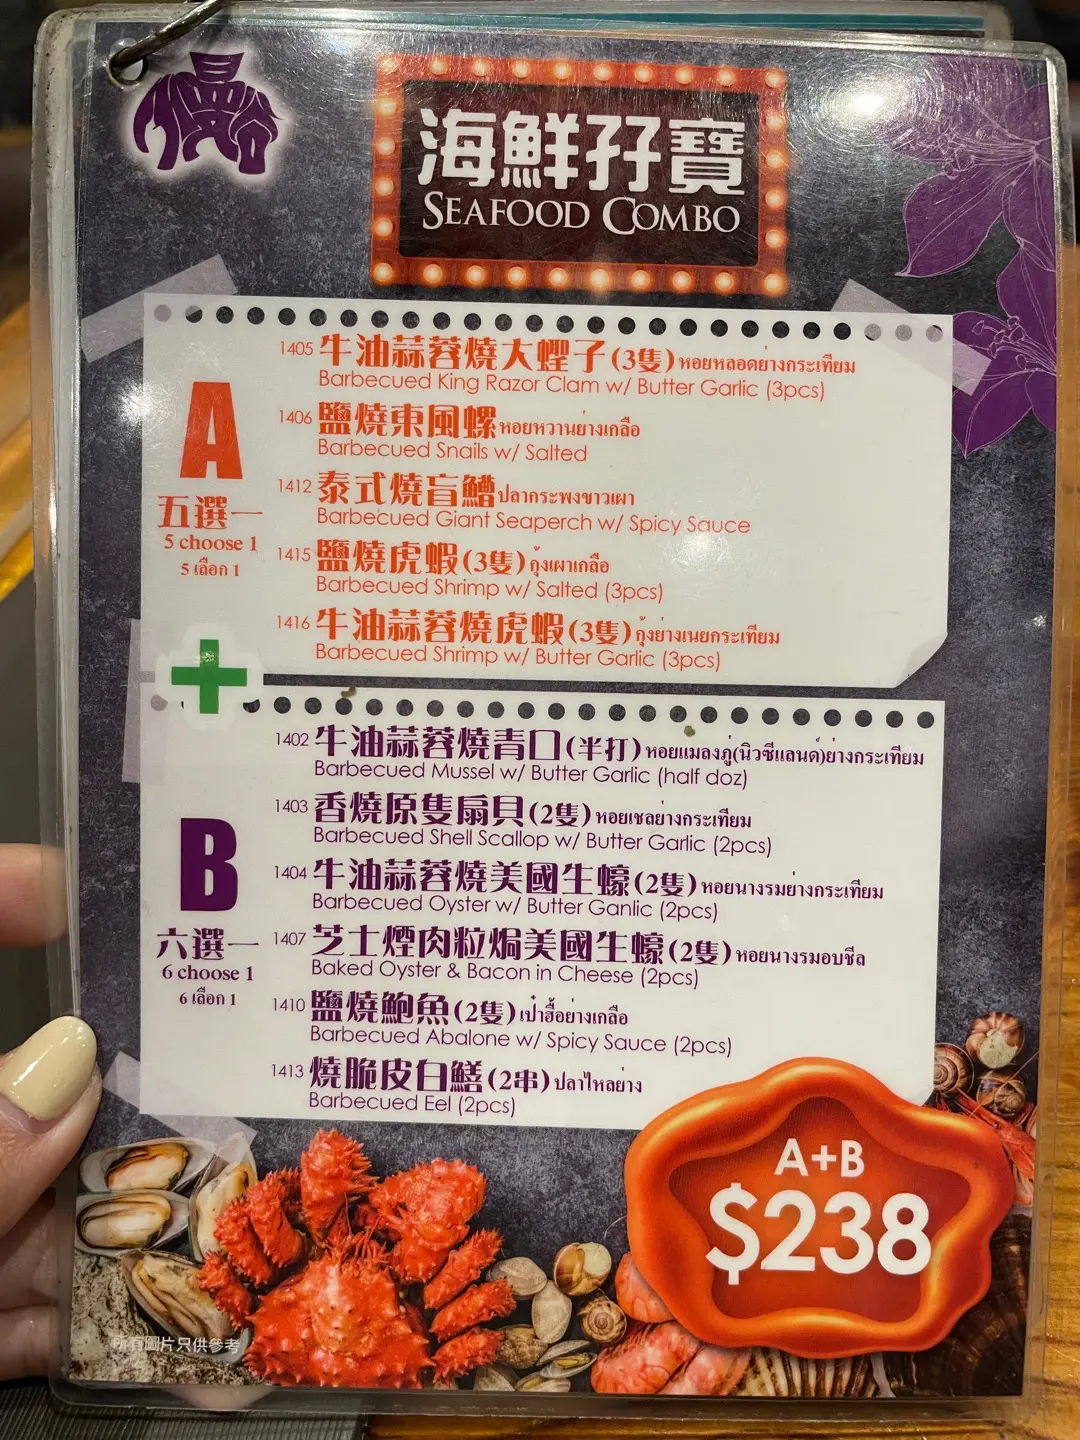 曼谷
海鮮孖寶
SEAFOOD COMBO
A
五選一
5 choose 1
5 เลือก 1
1405 牛油蒜蓉燒大蟶子(3隻) หอยหลอดย่างกระเทียม
Barbecued King Razor Clam w/ Butter Garlic (3pcs)
1406 鹽燒東風螺 หอยหวานย่างเกลือ
Barbecued Snails w/ Salted
1412 泰式燒盲鰽 ปลากระพงขาวเผา
Barbecued Giant Seaperch w/ Spicy Sauce
1415 鹽燒虎蝦(3隻) กุ้งเผาเกลือ
Barbecued Shrimp w/ Salted (3pcs)
1416 牛油蒜蓉燒虎蝦(3隻) กุ้งย่างเนยกระเทียม
Barbecued Shrimp w/ Butter Garlic (3pcs)
+
B
六選一
6 choose 1
6 เลือก 1
1402 牛油蒜蓉燒青口(半打) หอยแมลงภู่(นิวซีแลนด์)ย่างกระเทียม
Barbecued Mussel w/ Butter Garlic (half doz)
1403 香燒原隻扇貝(2隻) หอยเชลย่างกระเทียม
Barbecued Shell Scallop w/ Butter Garlic (2pcs)
1404 牛油蒜蓉燒美國生蠔(2隻) หอยนางรมย่างกระเทียม
Barbecued Oyster w/ Butter Ganlic (2pcs)
1407 芝士煙肉粒焗美國生蠔(2隻) หอยนางรมอบชีล
Baked Oyster & Bacon in Cheese (2pcs)
1410 鹽燒鮑魚(2隻) เป๋าฮื้อย่างเกลือ
Barbecued Abalone w/ Spicy Sauce (2pcs)
1413 燒脆皮白鱔(2串) ปลาไหลย่าง
Barbecued Eel (2pcs)
A+B
$238
所有圖片只供參考